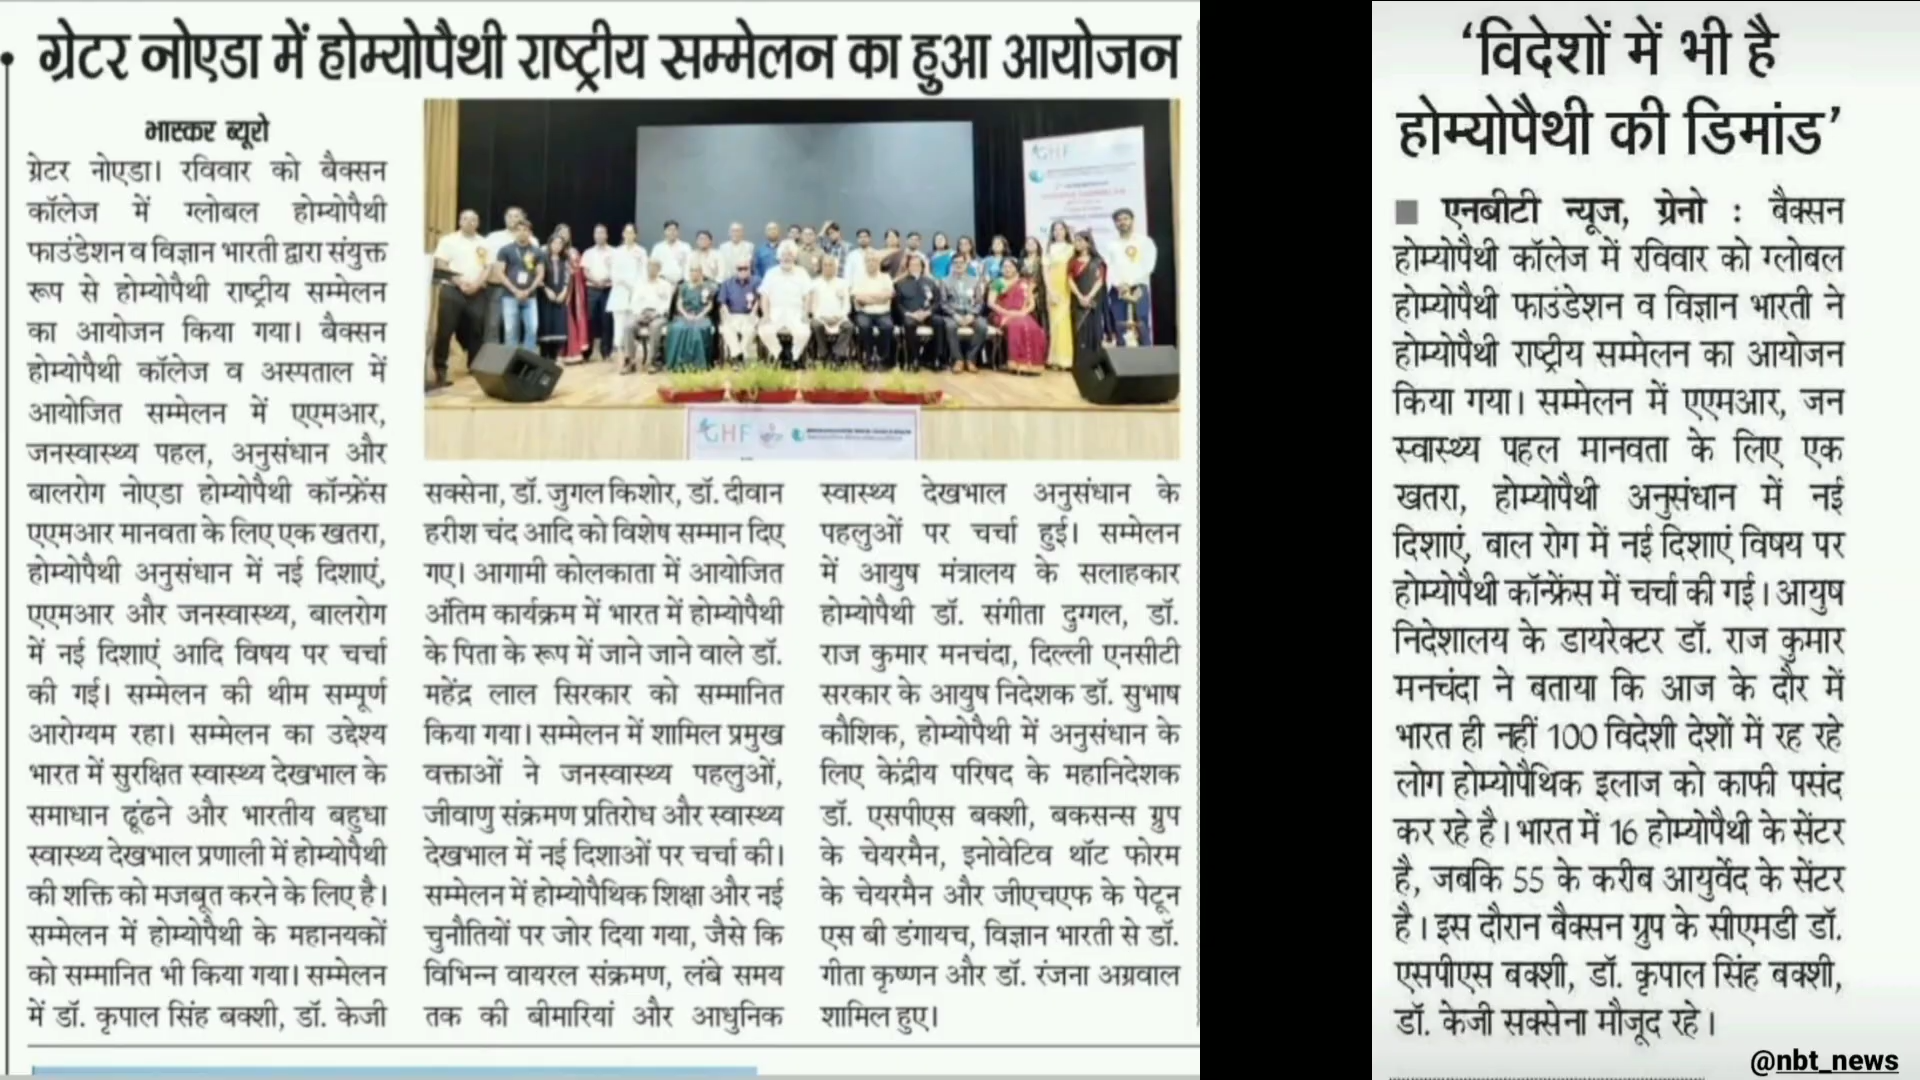 ग्रेटर नोएडा में होम्योपैथी राष्ट्रीय सम्मेलन का हुआ आयोजन
भास्कर ब्यूरो
ग्रेटर नोएडा। रविवार को बैक्सन
कॉलेज में ग्लोबल होम्योपैथी
फाउंडेशन व विज्ञान भारती द्वारा संयुक्त
रूप से होम्योपैथी राष्ट्रीय सम्मेलन
का आयोजन किया गया। बैक्सन
होम्योपैथी कॉलेज व अस्पताल में
आयोजित सम्मेलन में एएमआर,
जनस्वास्थ्य पहल, अनुसंधान और
बालरोग नोएडा होम्योपैथी कॉन्फ्रेंस
एएमआर मानवता के लिए एक खतरा,
होम्योपैथी अनुसंधान में नई दिशाएं,
एएमआर और जनस्वास्थ्य, बालरोग
में नई दिशाएं आदि विषय पर चर्चा
की गई। सम्मेलन की थीम सम्पूर्ण
आरोग्यम रहा। सम्मेलन का उद्देश्य
भारत में सुरक्षित स्वास्थ्य देखभाल के
समाधान ढूंढने और भारतीय बहुधा
स्वास्थ्य देखभाल प्रणाली में होम्योपैथी
की शक्ति को मजबूत करने के लिए है।
सम्मेलन में होम्योपैथी के महानयकों
को सम्मानित भी किया गया। सम्मेलन
में डॉ. कृपाल सिंह बक्शी, डॉ. केजी
GHF
GHF
सक्सेना, डॉ. जुगल किशोर, डॉ. दीवान
हरीश चंद आदि को विशेष सम्मान दिए
गए। आगामी कोलकाता में आयोजित
अंतिम कार्यक्रम में भारत में होम्योपैथी
के पिता के रूप में जाने जाने वाले डॉ.
महेंद्र लाल सिरकार को सम्मानित
किया गया। सम्मेलन में शामिल प्रमुख
वक्ताओं ने जनस्वास्थ्य पहलुओं,
जीवाणु संक्रमण प्रतिरोध और स्वास्थ्य
देखभाल में नई दिशाओं पर चर्चा की।
सम्मेलन में होम्योपैथिक शिक्षा और नई
चुनौतियों पर जोर दिया गया, जैसे कि
विभिन्न वायरल संक्रमण, लंबे समय
तक की बीमारियां और आधुनिक
स्वास्थ्य देखभाल अनुसंधान के
पहलुओं पर चर्चा हुई। सम्मेलन
में आयुष मंत्रालय के सलाहकार
होम्योपैथी डॉ. संगीता दुग्गल, डॉ.
राज कुमार मनचंदा, दिल्ली एनसीटी
सरकार के आयुष निदेशक डॉ. सुभाष
कौशिक, होम्योपैथी में अनुसंधान के
लिए केंद्रीय परिषद के महानिदेशक
डॉ. एसपीएस बक्शी, बकसन्स ग्रुप
के चेयरमैन, इनोवेटिव थॉट फोरम
के चेयरमैन और जीएचएफ के पेटून
एस बी डंगायच, विज्ञान भारती से डॉ.
गीता कृष्णन और डॉ. रंजना अग्रवाल
शामिल हुए।
‘विदेशों में भी है
होम्योपैथी की डिमांड’
■ एनबीटी न्यूज, ग्रेनो : बैक्सन
होम्योपैथी कॉलेज में रविवार को ग्लोबल
होम्योपैथी फाउंडेशन व विज्ञान भारती ने
होम्योपैथी राष्ट्रीय सम्मेलन का आयोजन
किया गया। सम्मेलन में एएमआर, जन
स्वास्थ्य पहल मानवता के लिए एक
खतरा, होम्योपैथी अनुसंधान में नई
दिशाएं, बाल रोग में नई दिशाएं विषय पर
होम्योपैथी कॉन्फ्रेंस में चर्चा की गई। आयुष
निदेशालय के डायरेक्टर डॉ. राज कुमार
मनचंदा ने बताया कि आज के दौर में
भारत ही नहीं 100 विदेशी देशों में रह रहे
लोग होम्योपैथिक इलाज को काफी पसंद
कर रहे है। भारत में 16 होम्योपैथी के सेंटर
है, जबकि 55 के करीब आयुर्वेद के सेंटर
है। इस दौरान बैक्सन ग्रुप के सीएमडी डॉ.
एसपीएस बक्शी, डॉ. कृपाल सिंह बक्शी,
डॉ. केजी सक्सेना मौजूद रहे।
@nbt_news